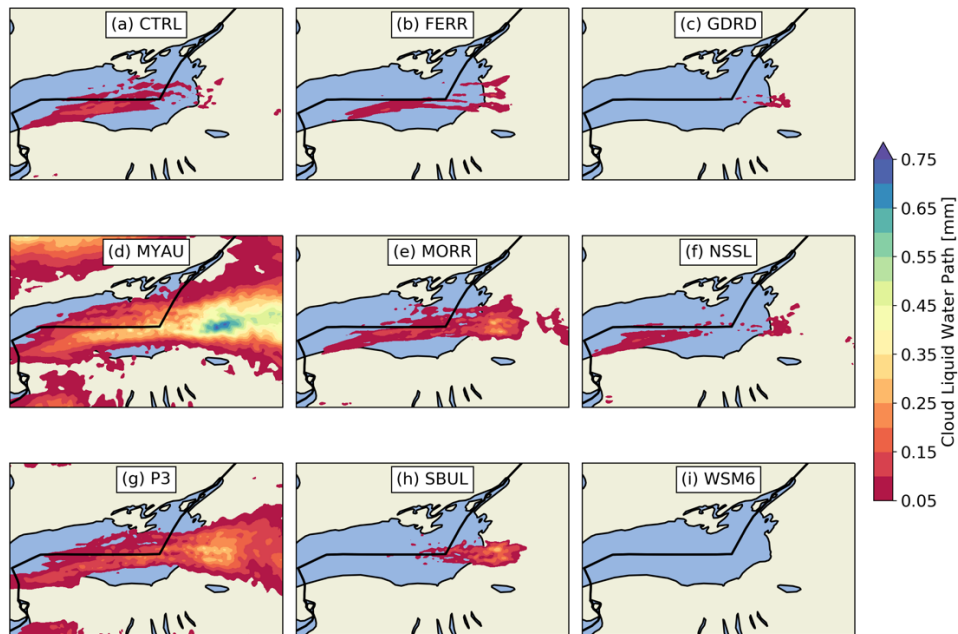 (a) CTRL
(b) FERR
(c) GDRD
(d) MYAU
(e) MORR
(f) NSSL
(g) P3
(h) SBUL
(i) WSM6
0.75
0.65
0.55
0.45
0.35
0.25
0.15
0.05
Cloud Liquid Water Path [mm]